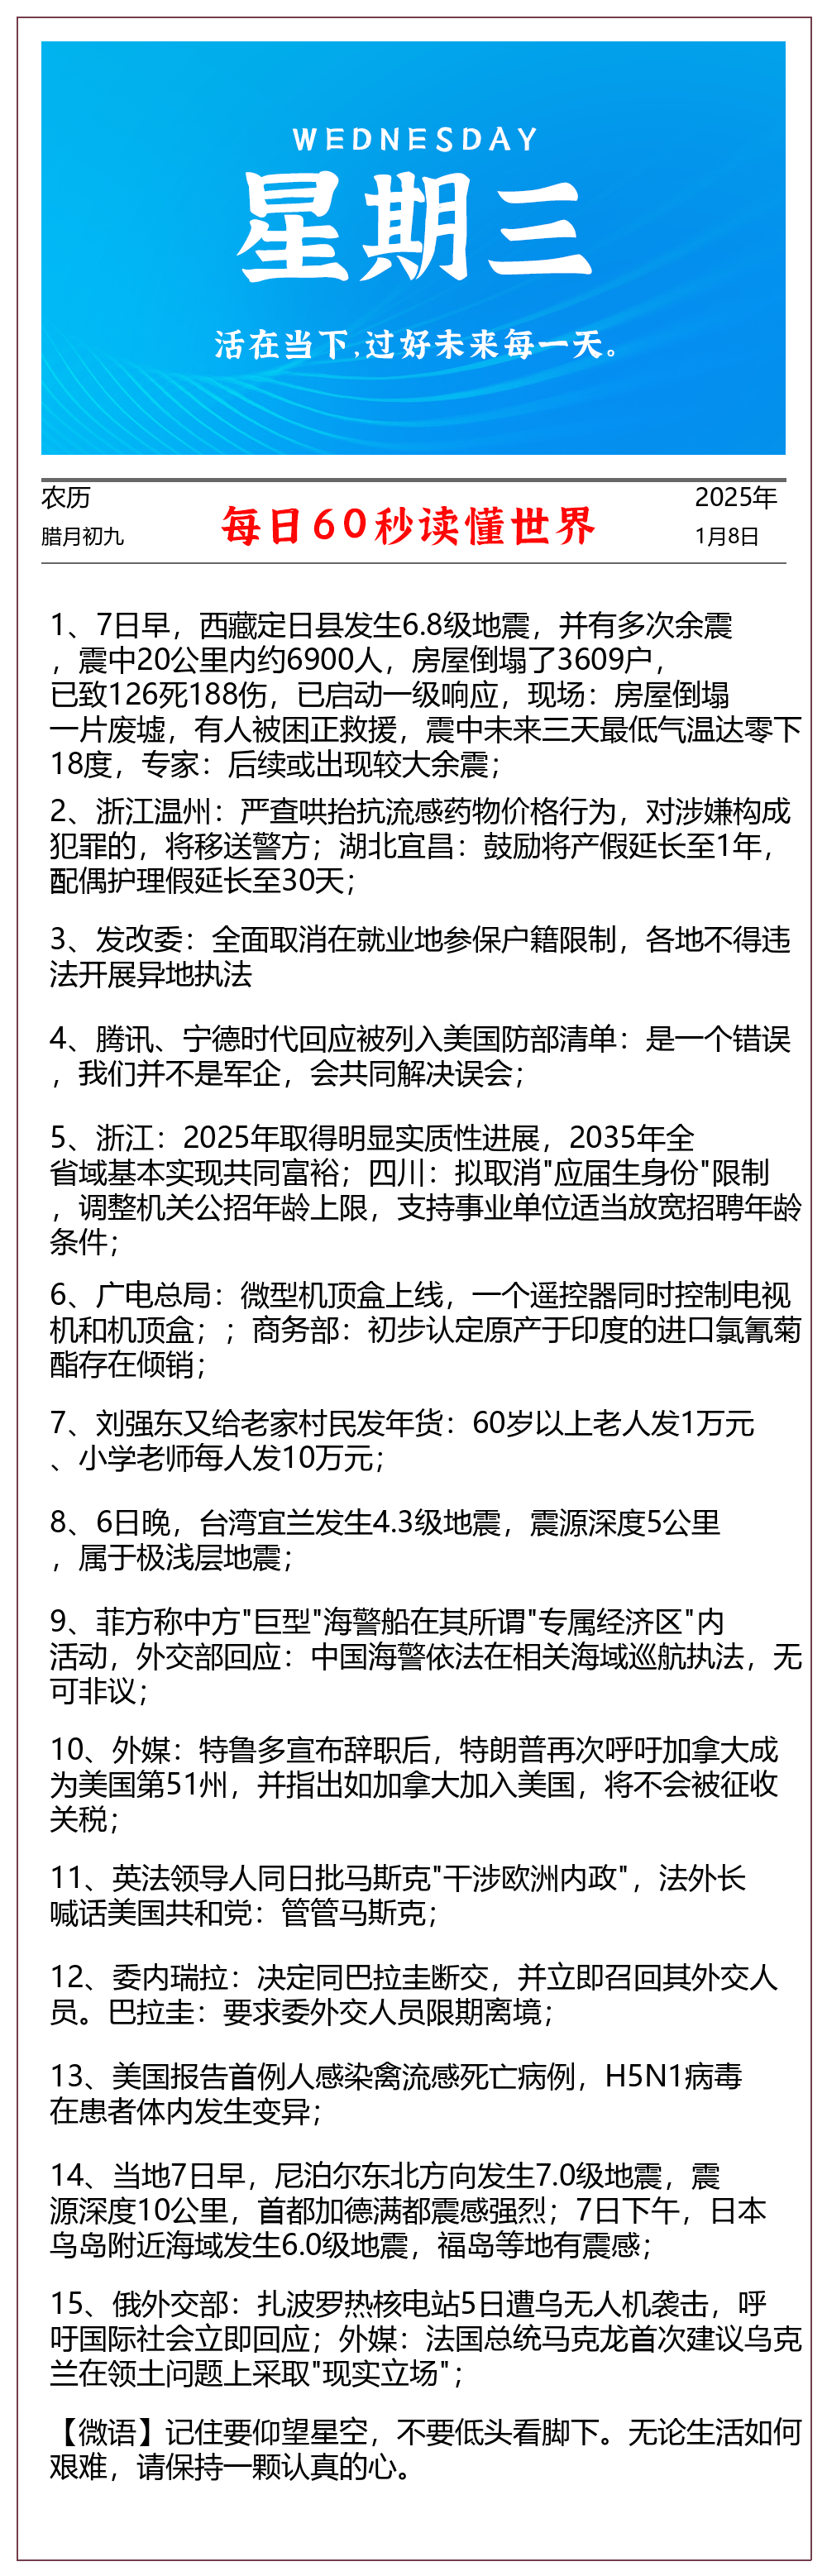 WEDNESDAY
星期三
活在当下,过好未来每一天。
农历
腊月初九
每日60秒读懂世界
2025年
1月8日
1、7日早，西藏定日县发生6.8级地震，并有多次余震
，震中20公里内约6900人，房屋倒塌了3609户，
已致126死188伤，已启动一级响应，现场：房屋倒塌
一片废墟，有人被困正救援，震中未来三天最低气温达零下
18度，专家：后续或出现较大余震；
2、浙江温州：严查哄抬抗流感药物价格行为，对涉嫌构成
犯罪的，将移送警方；湖北宜昌：鼓励将产假延长至1年，
配偶护理假延长至30天；
3、发改委：全面取消在就业地参保户籍限制，各地不得违
法开展异地执法
4、腾讯、宁德时代回应被列入美国防部清单：是一个错误
，我们并不是军企，会共同解决误会；
5、浙江：2025年取得明显实质性进展，2035年全
省域基本实现共同富裕；四川：拟取消"应届生身份"限制
，调整机关公招年龄上限，支持事业单位适当放宽招聘年龄
条件；
6、广电总局：微型机顶盒上线，一个遥控器同时控制电视
机和机顶盒；；商务部：初步认定原产于印度的进口氯氰菊
酯存在倾销；
7、刘强东又给老家村民发年货：60岁以上老人发1万元
、小学老师每人发10万元；
8、6日晚，台湾宜兰发生4.3级地震，震源深度5公里
，属于极浅层地震；
9、菲方称中方"巨型"海警船在其所谓"专属经济区"内
活动，外交部回应：中国海警依法在相关海域巡航执法，无
可非议；
10、外媒：特鲁多宣布辞职后，特朗普再次呼吁加拿大成
为美国第51州，并指出如加拿大加入美国，将不会被征收
关税；
11、英法领导人同日批马斯克"干涉欧洲内政"，法外长
喊话美国共和党：管管马斯克；
12、委内瑞拉：决定同巴拉圭断交，并立即召回其外交人
员。巴拉圭：要求委外交人员限期离境；
13、美国报告首例人感染禽流感死亡病例，H5N1病毒
在患者体内发生变异；
14、当地7日早，尼泊尔东北方向发生7.0级地震，震
源深度10公里，首都加德满都震感强烈；7日下午，日本
鸟岛附近海域发生6.0级地震，福岛等地有震感；
15、俄外交部：扎波罗热核电站5日遭乌无人机袭击，呼
吁国际社会立即回应；外媒：法国总统马克龙首次建议乌克
兰在领土问题上采取"现实立场"；
【微语】记住要仰望星空，不要低头看脚下。无论生活如何
艰难，请保持一颗认真的心。